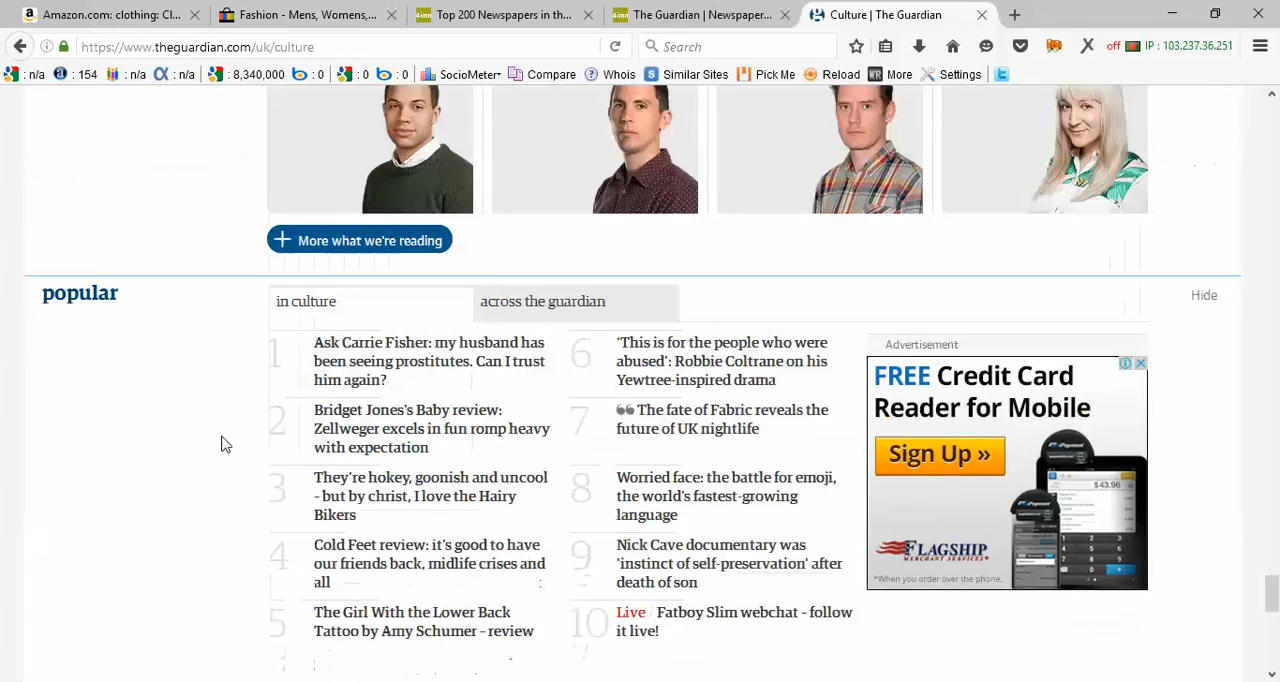 Amazon.com: clothing: Cl...
Fashion - Mens, Womens,...
Top 200 Newspapers in th...
The Guardian | Newspaper...
Culture | The Guardian
https://www.theguardian.com/uk/culture
Search
off IP : 103.237.36.251
: n/a : 154 : n/a : n/a : 8,340,000 : 0 : 0 : 0 SocioMeter Compare Whois Similar Sites Pick Me Reload More Settings
More what we're reading
popular
in culture
across the guardian
Hide
1 Ask Carrie Fisher: my husband has
been seeing prostitutes. Can I trust
him again?
2 Bridget Jones's Baby review:
Zellweger excels in fun romp heavy
with expectation
3 They're hokey, goonish and uncool
– but by christ, I love the Hairy
Bikers
4 Cold Feet review: it's good to have
our friends back, midlife crises and
all
5 The Girl With the Lower Back
Tattoo by Amy Schumer – review
6 'This is for the people who were
abused': Robbie Coltrane on his
Yewtree-inspired drama
7 The fate of Fabric reveals the
future of UK nightlife
8 Worried face: the battle for emoji,
the world's fastest-growing
language
9 Nick Cave documentary was
'instinct of self-preservation' after
death of son
10 Live / Fatboy Slim webchat – follow
it live!
Advertisement
FREE Credit Card
Reader for Mobile
Sign Up »
$43.96
FLAGSHIP
MERCHANT SERVICES
*When you order over the phone.